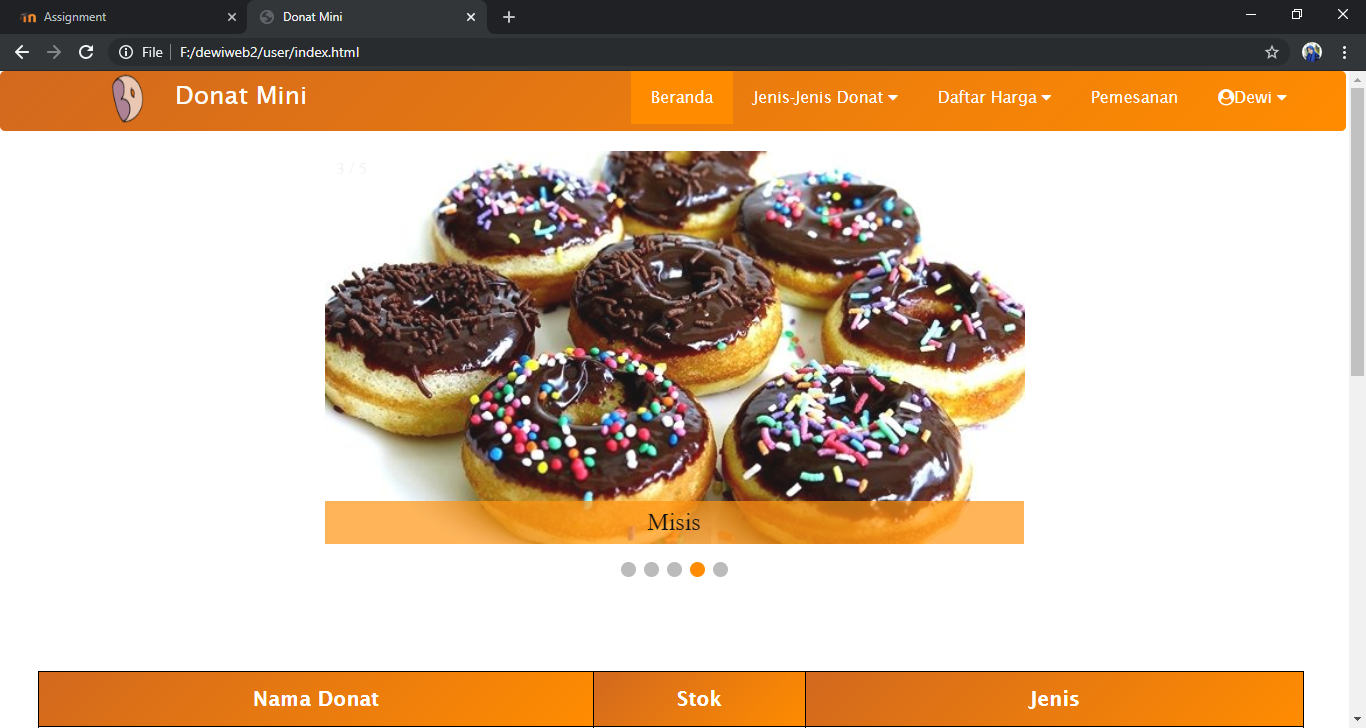 Assignment
Donat Mini
File
F:/dewiweb2/user/index.html
Donat Mini
Beranda
Jenis-Jenis Donat
Daftar Harga
Pemesanan
Dewi
3 / 5
Misis
Nama Donat
Stok
Jenis